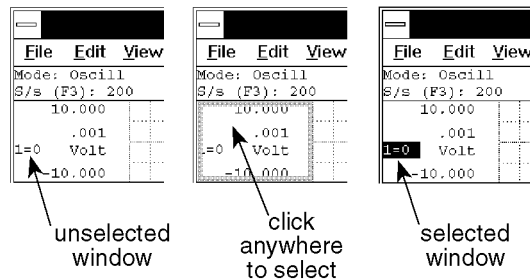 File Edit View
Mode: Oscill
S/s (F3): 200
10.000
.001
1=0 Volt
-10.000
unselected
window
File Edit View
Mode: Oscill
S/s (F3): 200
10.000
.001
.=0 Volt
-10.000
click
anywhere
to select
File Edit View
Mode: Oscill
S/s (F3): 200
10.000
.001
1=0 Volt
-10.000
selected
window